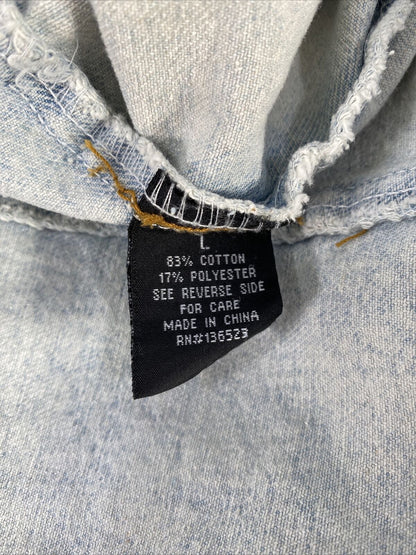 L
83% COTTON
17% POLYESTER
SEE REVERSE SIDE
FOR CARE
MADE IN CHINA
RN#136523